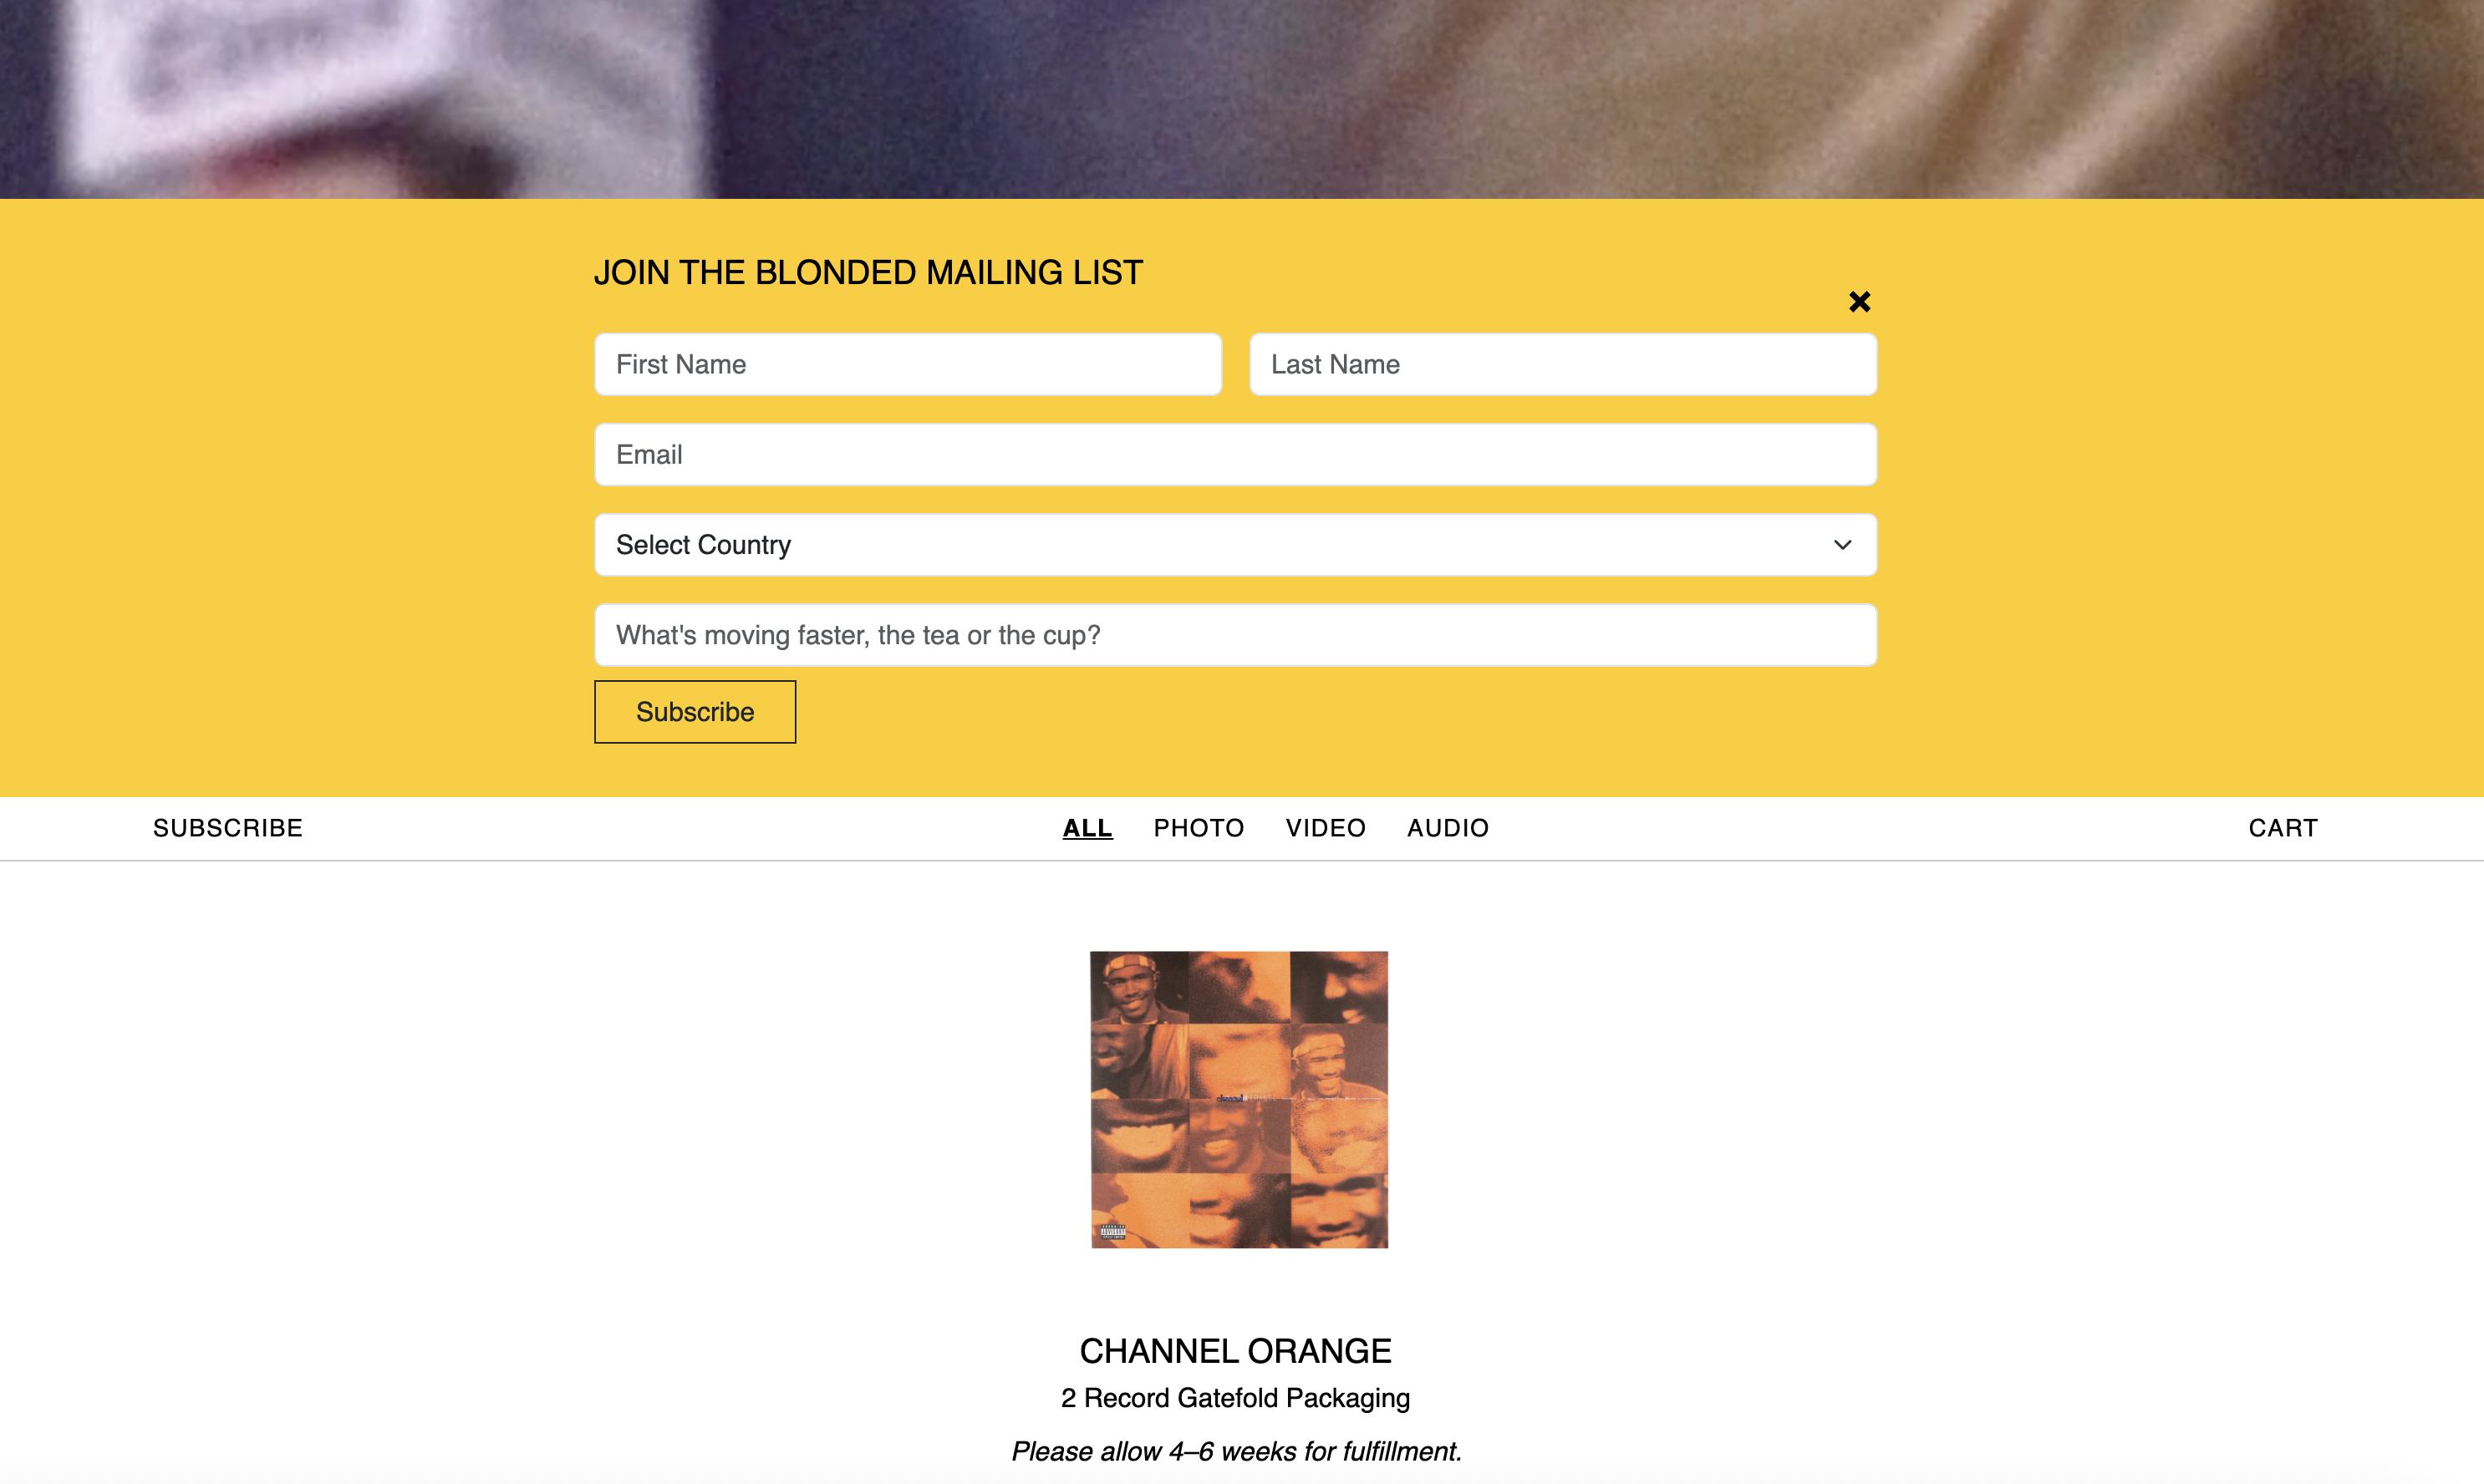 JOIN THE BLONDED MAILING LIST
First Name
Last Name
Email
Select Country
What's moving faster, the tea or the cup?
Subscribe
SUBSCRIBE
ALL PHOTO VIDEO AUDIO
CART
channel
CHANNEL ORANGE
2 Record Gatefold Packaging
Please allow 4–6 weeks for fulfillment.